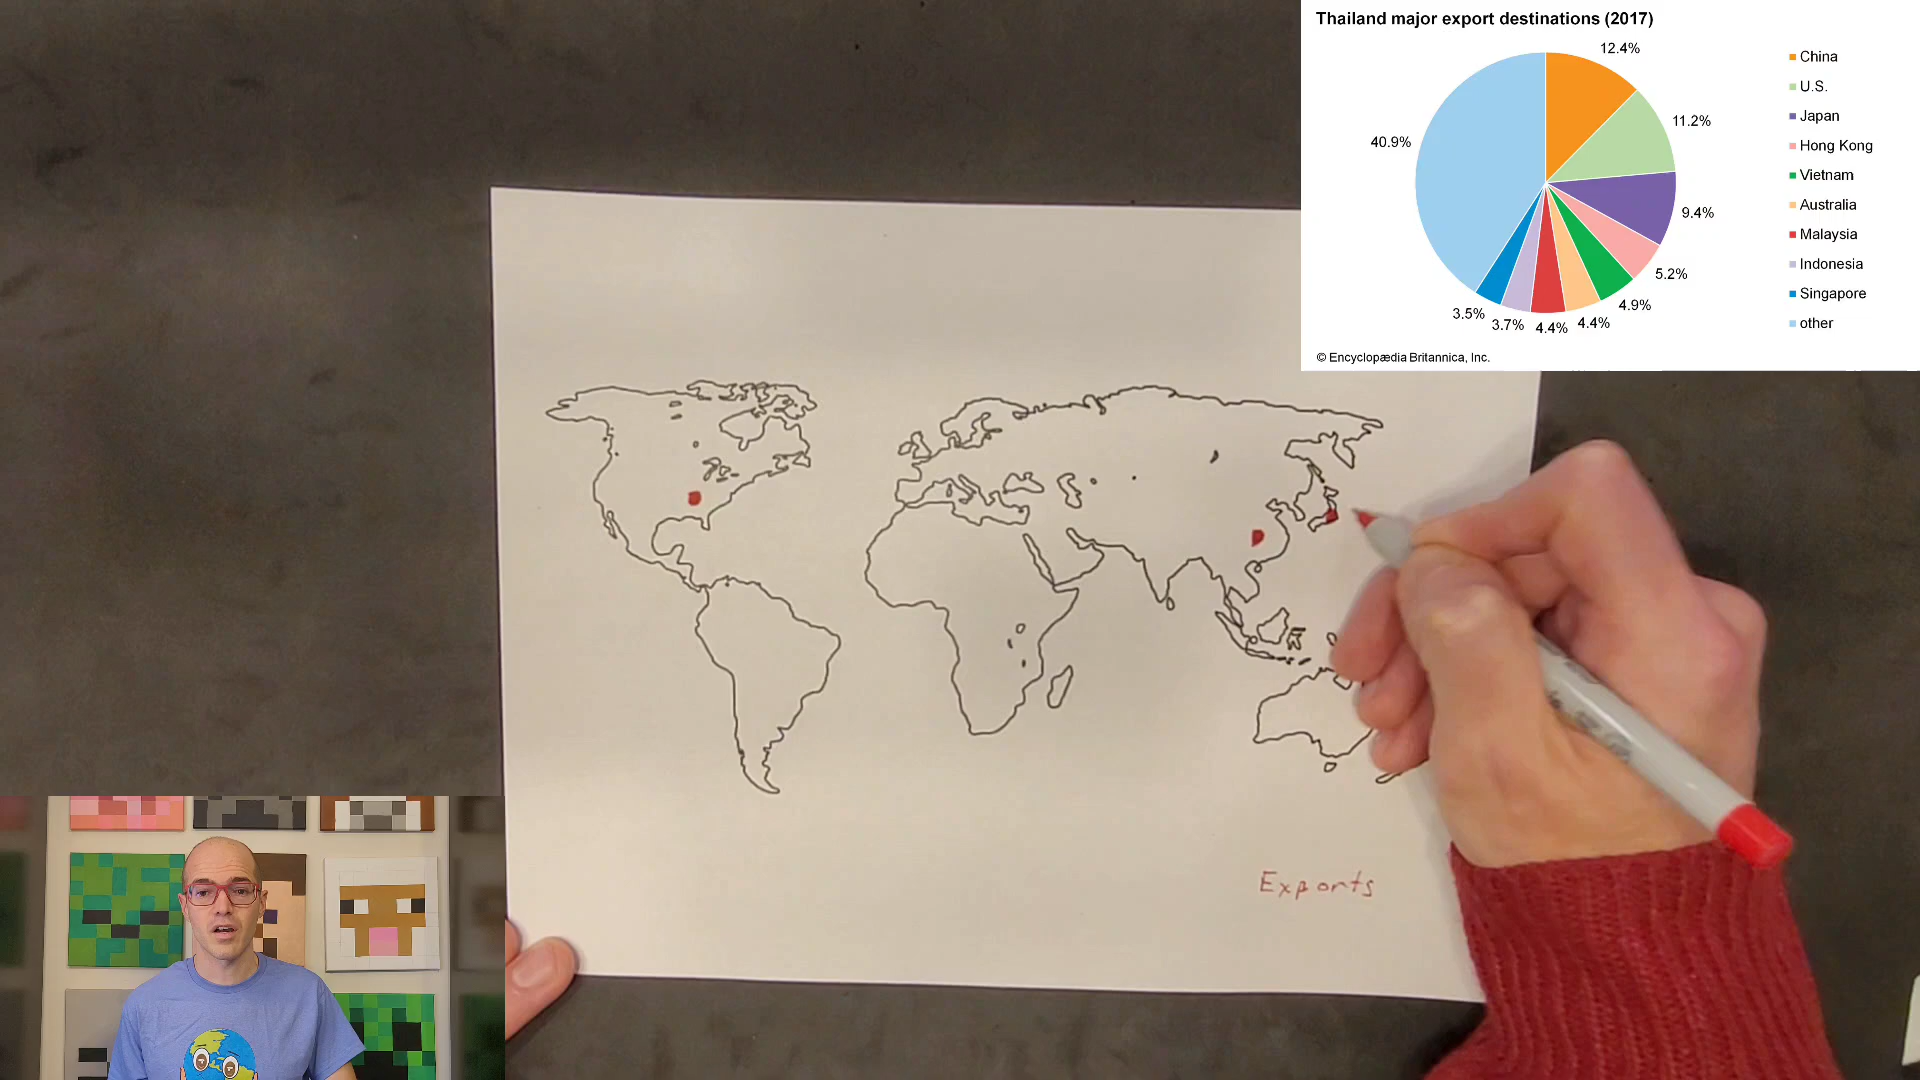 Thailand major export destinations (2017)
12.4%
11.2%
9.4%
5.2%
4.9%
4.4%
4.4%
3.7%
3.5%
40.9%
China
U.S.
Japan
Hong Kong
Vietnam
Australia
Malaysia
Indonesia
Singapore
other
© Encyclopædia Britannica, Inc.
Exports